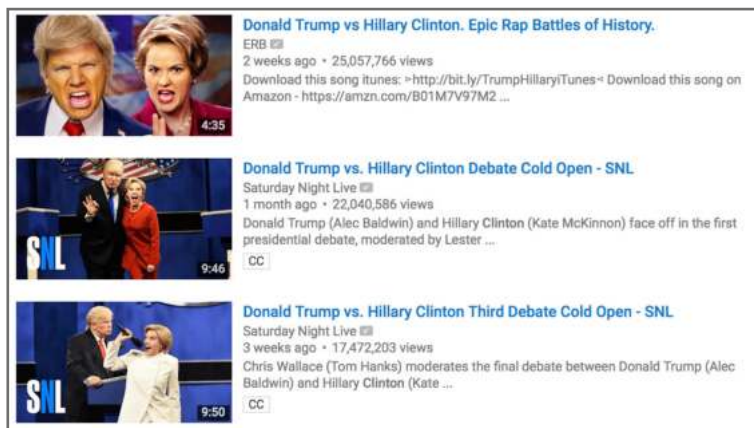 Donald Trump vs Hillary Clinton. Epic Rap Battles of History.
ERB
2 weeks ago • 25,057,766 views
Download this song itunes: ►http://bit.ly/TrumpHillaryiTunes◄ Download this song on
Amazon - https://amzn.com/B01M7V97M2 ...
4:35
Donald Trump vs. Hillary Clinton Debate Cold Open - SNL
Saturday Night Live
1 month ago • 22,040,586 views
Donald Trump (Alec Baldwin) and Hillary Clinton (Kate McKinnon) face off in the first
presidential debate, moderated by Lester ...
CC
SNL
9:46
Donald Trump vs. Hillary Clinton Third Debate Cold Open - SNL
Saturday Night Live
3 weeks ago • 17,472,203 views
Chris Wallace (Tom Hanks) moderates the final debate between Donald Trump (Alec
Baldwin) and Hillary Clinton (Kate ...
CC
SNL
9:50